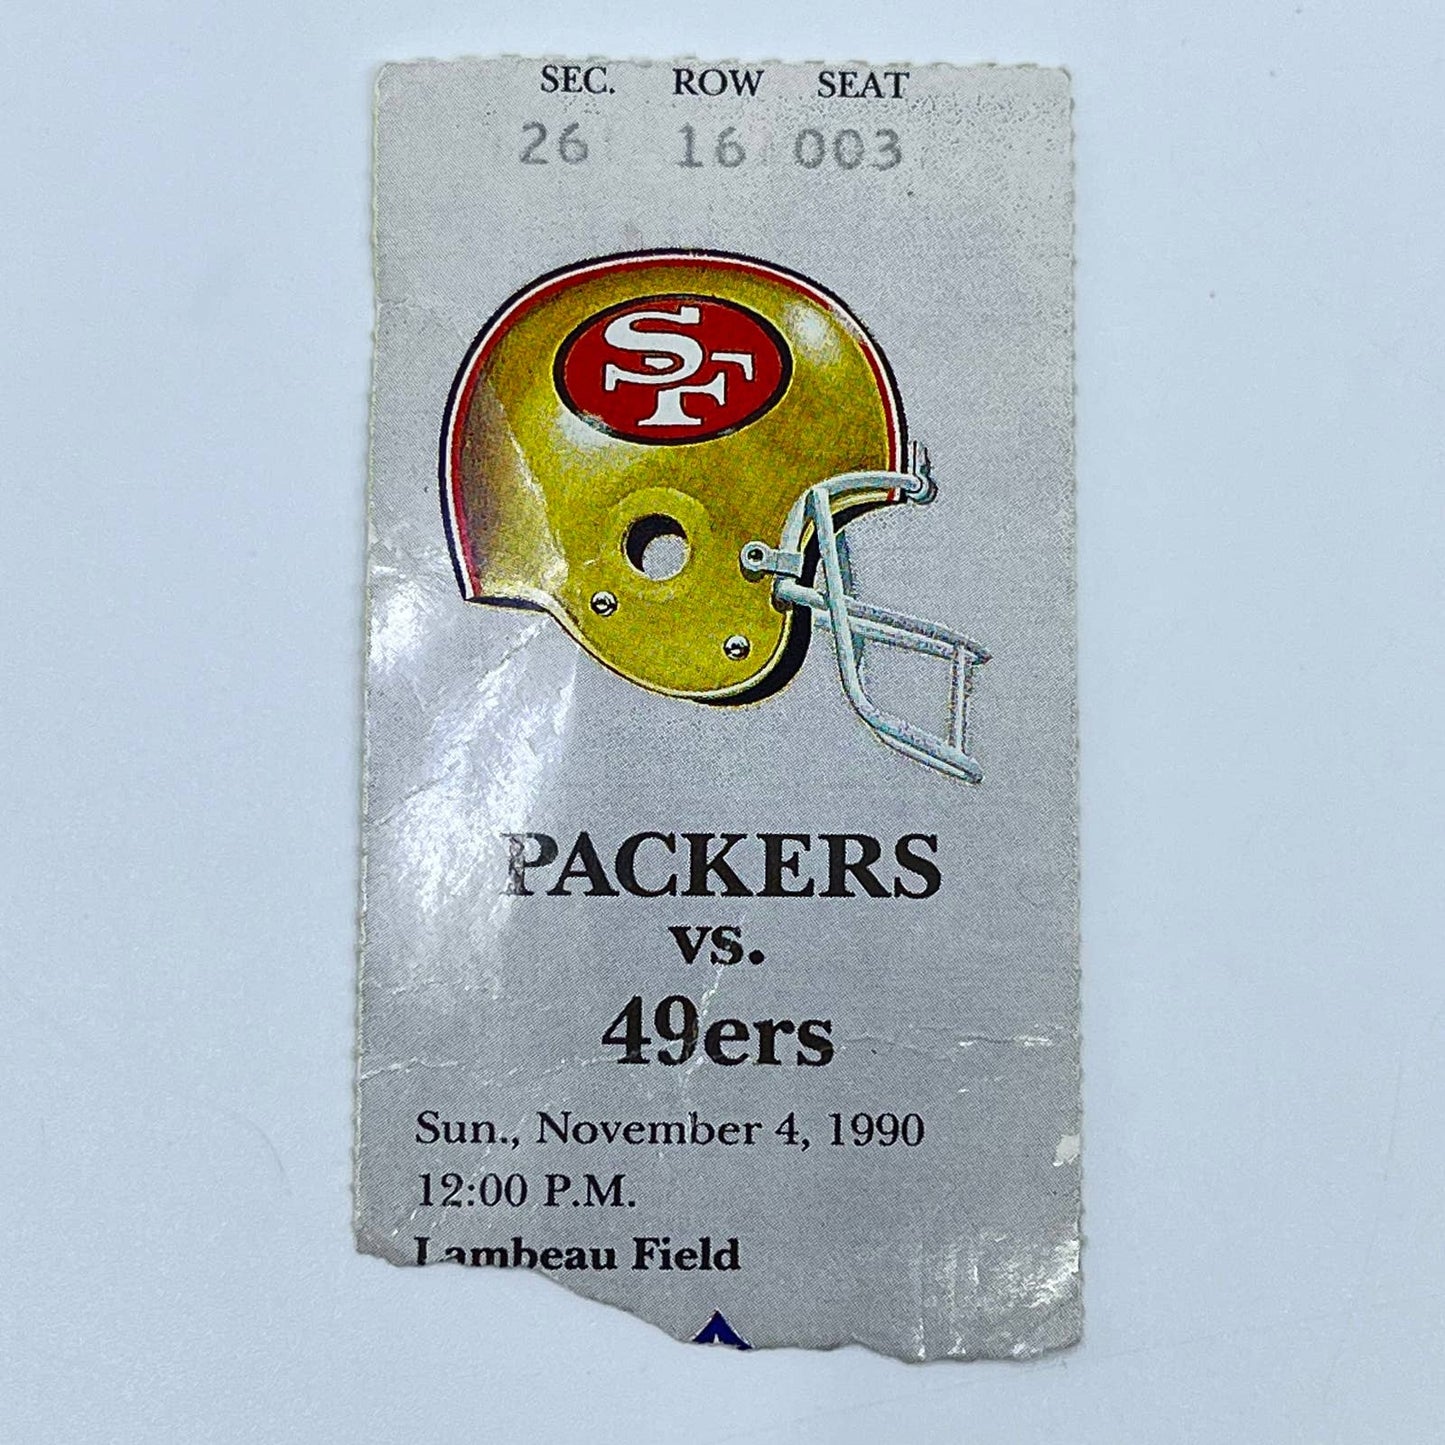 SEC. ROW SEAT
26 16 003
SF
PACKERS
vs.
49ers
Sun., November 4, 1990
12:00 P.M.
Lambeau Field